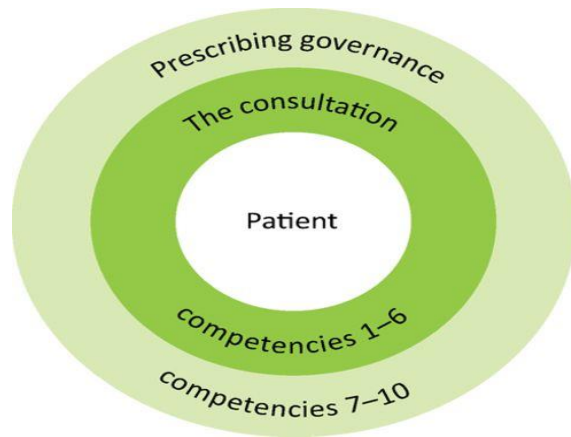 Prescribing governance
The consultation
Patient
competencies 1–6
competencies 7–10